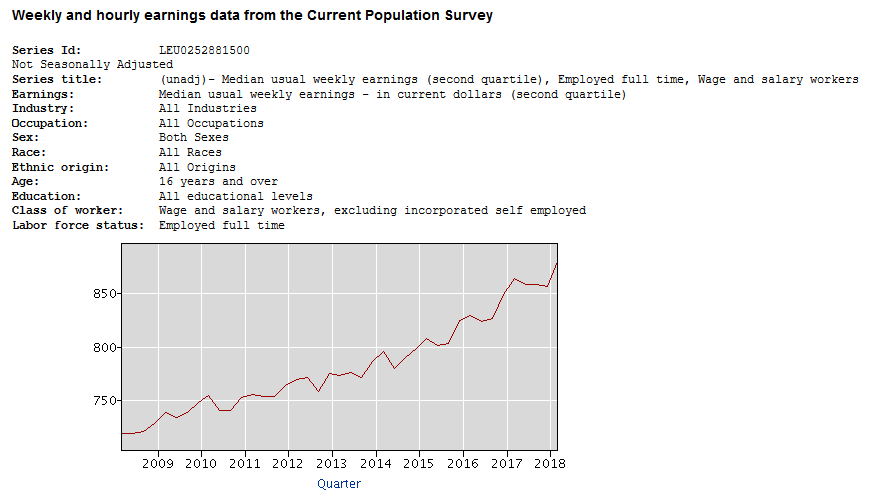 Weekly and hourly earnings data from the Current Population Survey
Series Id: LEU0252881500
Not Seasonally Adjusted
Series title: (unadj)- Median usual weekly earnings (second quartile), Employed full time, Wage and salary workers
Earnings: Median usual weekly earnings - in current dollars (second quartile)
Industry: All Industries
Occupation: All Occupations
Sex: Both Sexes
Race: All Races
Ethnic origin: All Origins
Age: 16 years and over
Education: All educational levels
Class of worker: Wage and salary workers, excluding incorporated self employed
Labor force status: Employed full time
850
800
750
2009 2010 2011 2012 2013 2014 2015 2016 2017 2018
Quarter